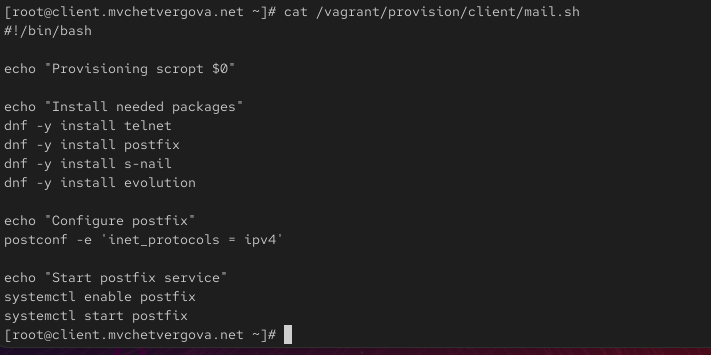 [root@client.mvchetvergova.net ~]# cat /vagrant/provision/client/mail.sh
#!/bin/bash
echo "Provisioning scropt $0"
echo "Install needed packages"
dnf -y install telnet
dnf -y install postfix
dnf -y install s-nail
dnf -y install evolution
echo "Configure postfix"
postconf -e 'inet_protocols = ipv4'
echo "Start postfix service"
systemctl enable postfix
systemctl start postfix
[root@client.mvchetvergova.net ~]#